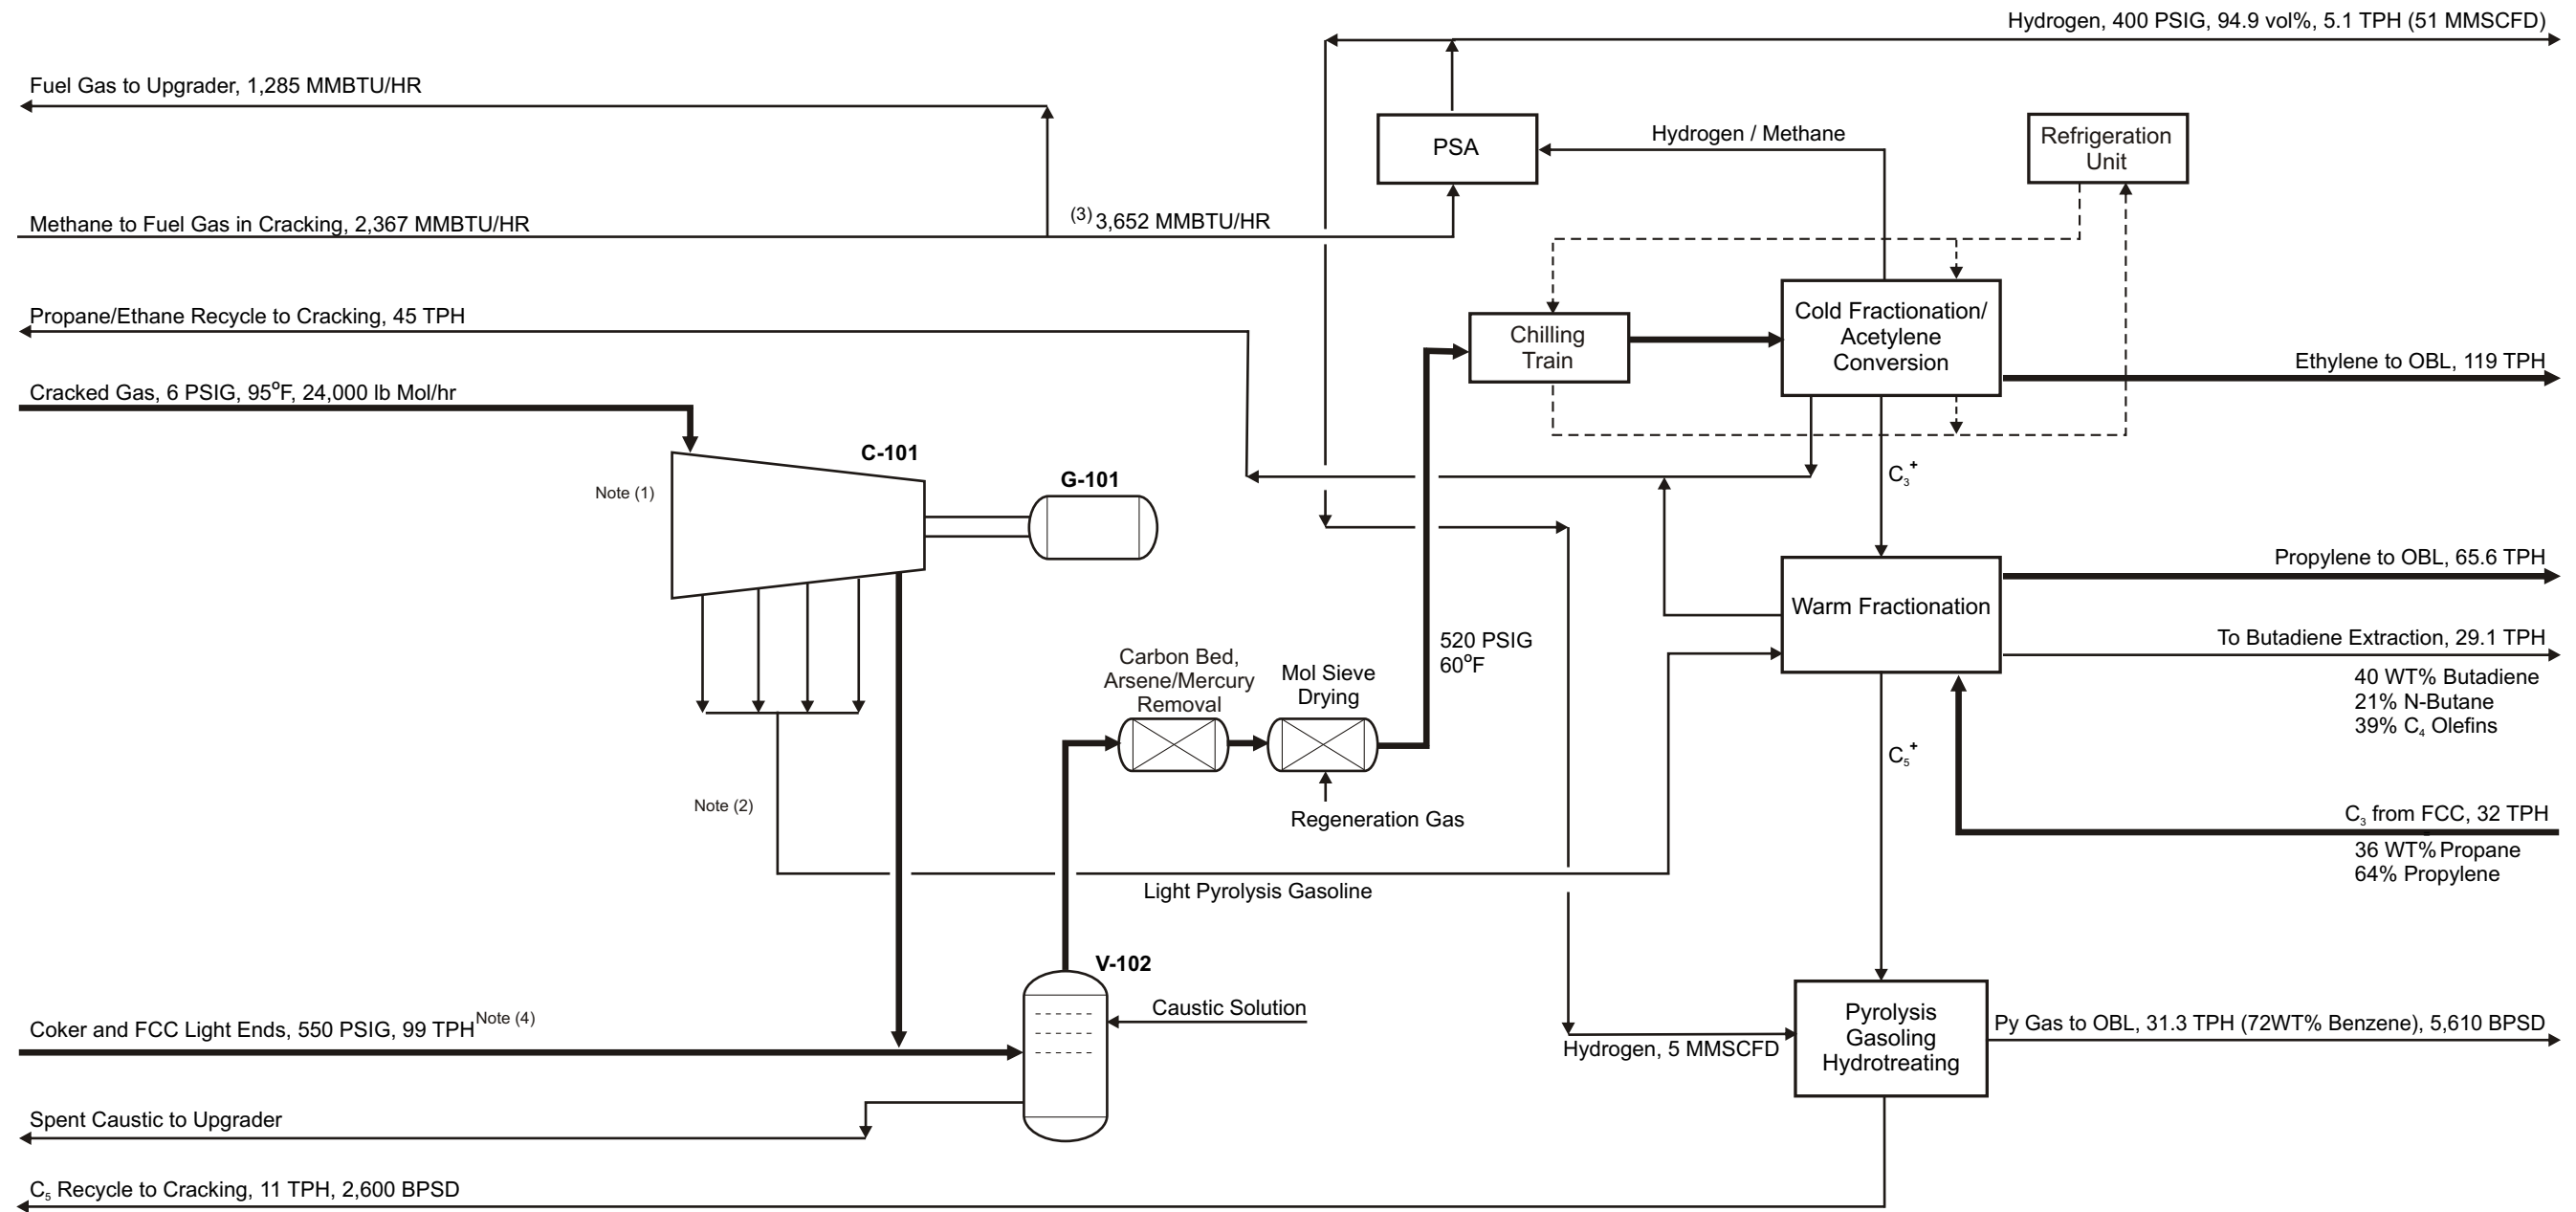 Hydrogen, 400 PSIG, 94.9 vol%, 5.1 TPH (51 MMSCFD)
Fuel Gas to Upgrader, 1,285 MMBTU/HR
PSA
Hydrogen / Methane
Refrigeration
Unit
Methane to Fuel Gas in Cracking, 2,367 MMBTU/HR
(3) 3,652 MMBTU/HR
Propane/Ethane Recycle to Cracking, 45 TPH
Chilling
Train
Cold Fractionation/
Acetylene
Conversion
Ethylene to OBL, 119 TPH
Cracked Gas, 6 PSIG, 95°F, 24,000 lb Mol/hr
C-101
Note (1)
G-101
C₃⁺
Propylene to OBL, 65.6 TPH
Warm Fractionation
To Butadiene Extraction, 29.1 TPH
40 WT% Butadiene
21% N-Butane
39% C₄ Olefins
520 PSIG
60°F
Carbon Bed,
Arsene/Mercury
Removal
Mol Sieve
Drying
C₅⁺
Note (2)
Regeneration Gas
C₃ from FCC, 32 TPH
36 WT% Propane
64% Propylene
Light Pyrolysis Gasoline
V-102
Caustic Solution
Coker and FCC Light Ends, 550 PSIG, 99 TPH Note (4)
Hydrogen, 5 MMSCFD
Pyrolysis
Gasoling
Hydrotreating
Py Gas to OBL, 31.3 TPH (72WT% Benzene), 5,610 BPSD
Spent Caustic to Upgrader
C₅ Recycle to Cracking, 11 TPH, 2,600 BPSD